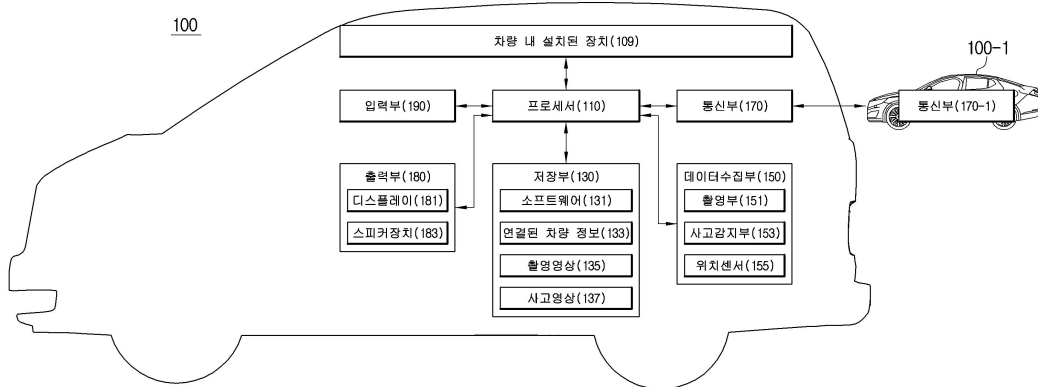 100
차량 내 설치된 장치(109)
100-1
입력부(190)
프로세서(110)
통신부(170)
통신부(170-1)
출력부(180)
디스플레이(181)
스피커장치(183)
저장부(130)
소프트웨어(131)
연결된 차량 정보(133)
촬영영상(135)
사고영상(137)
데이터수집부(150)
촬영부(151)
사고감지부(153)
위치센서(155)